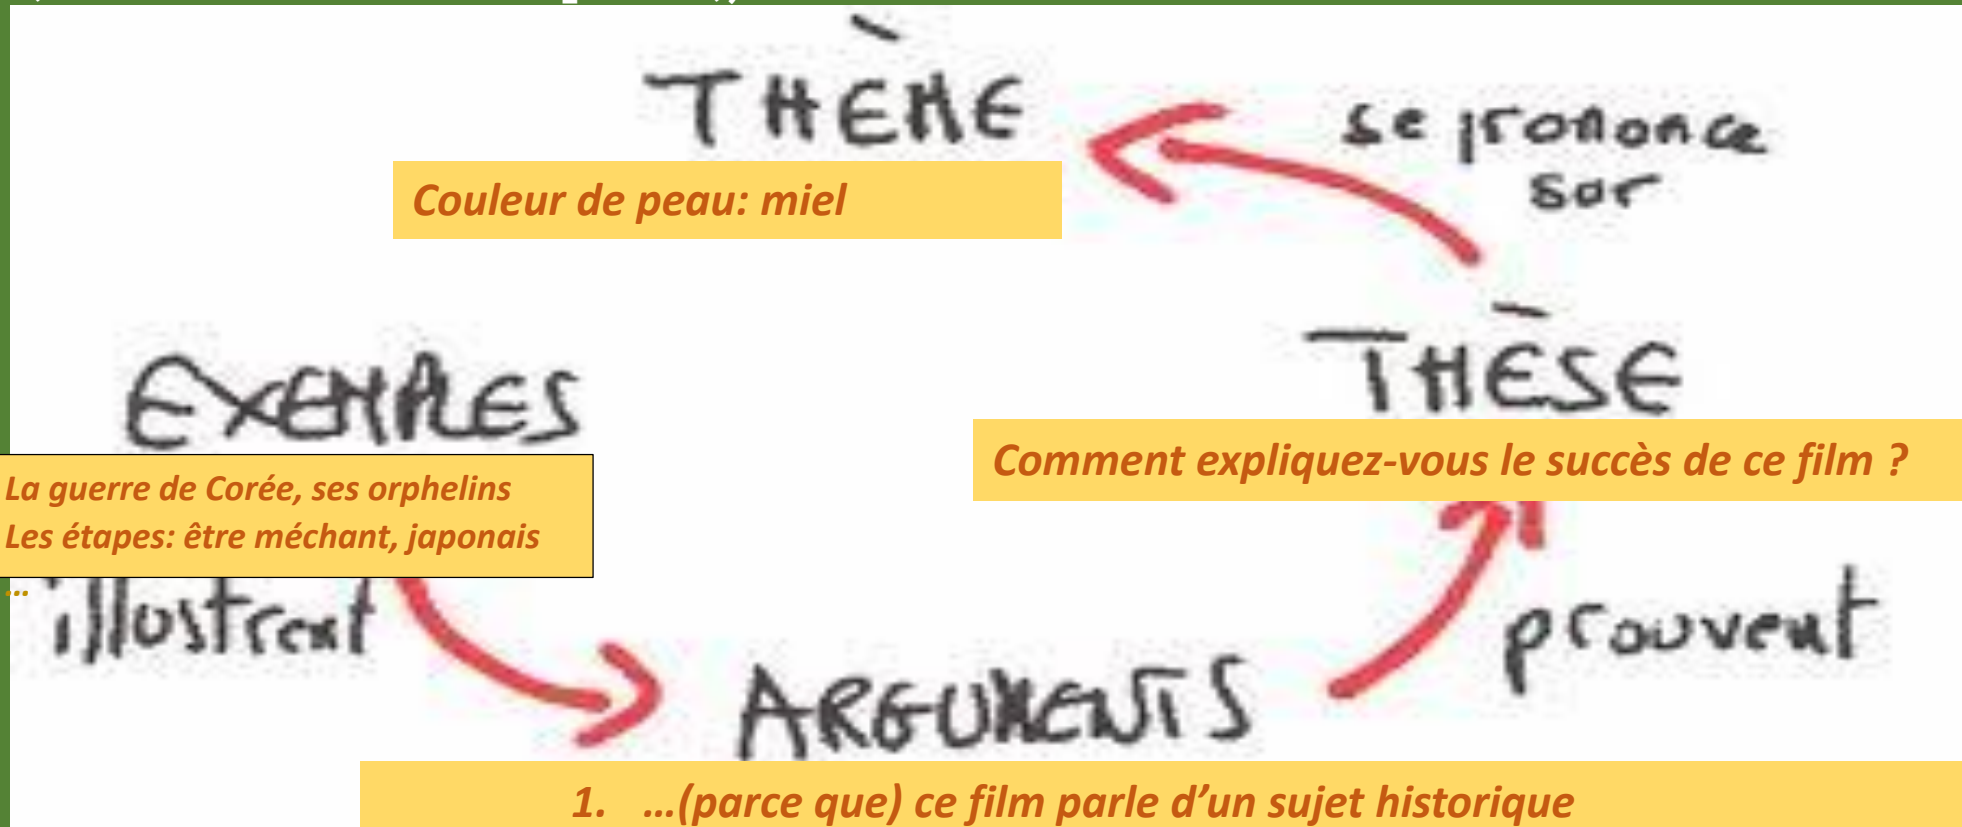 THÈME
se prononce
sur
Couleur de peau: miel
THÈSE
EXEMPLES
Comment expliquez-vous le succès de ce film ?
La guerre de Corée, ses orphelins
Les étapes: être méchant, japonais
...
illustrent
prouvent
ARGUMENTS
1. ...(parce que) ce film parle d'un sujet historique